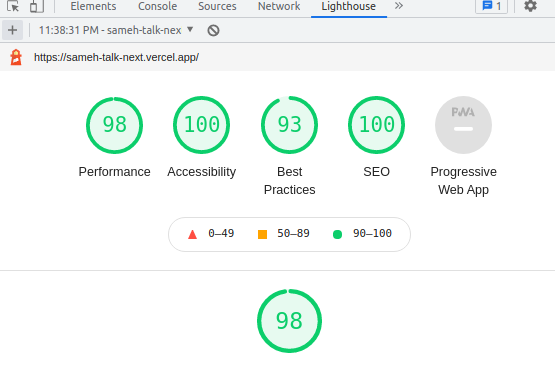 Elements Console Sources Network Lighthouse » 1
+ 11:38:31 PM - sameh-talk-nex
https://sameh-talk-next.vercel.app/
98 100 93 100 PWA
Performance Accessibility Best Practices SEO Progressive Web App
0–49 50–89 90–100
98